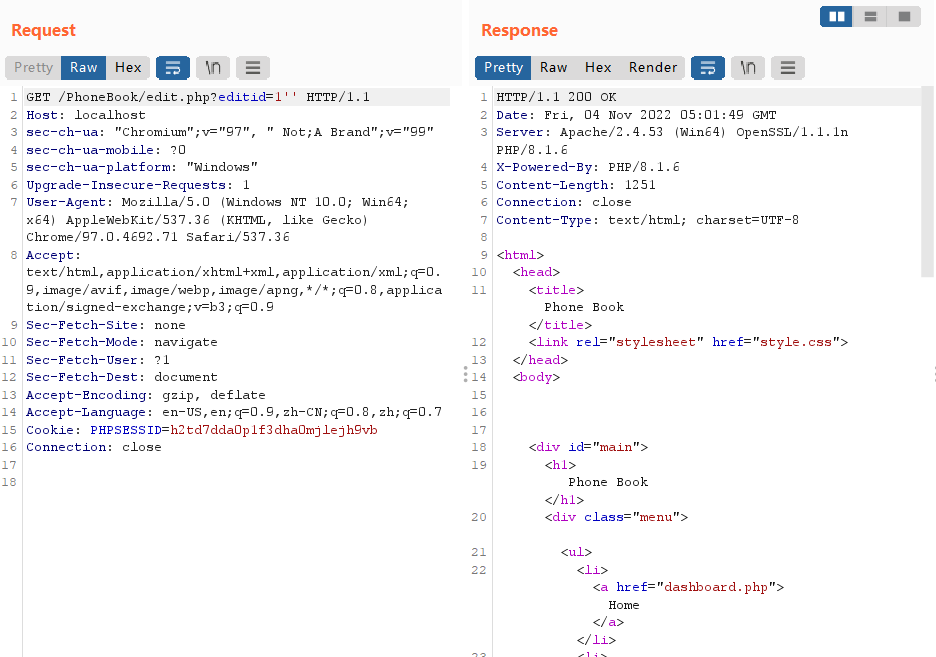 Request
Pretty Raw Hex \n
1 GET /PhoneBook/edit.php?editid=1'' HTTP/1.1
2 Host: localhost
3 sec-ch-ua: "Chromium";v="97", " Not;A Brand";v="99"
4 sec-ch-ua-mobile: ?0
5 sec-ch-ua-platform: "Windows"
6 Upgrade-Insecure-Requests: 1
7 User-Agent: Mozilla/5.0 (Windows NT 10.0; Win64;
x64) AppleWebKit/537.36 (KHTML, like Gecko)
Chrome/97.0.4692.71 Safari/537.36
8 Accept:
text/html,application/xhtml+xml,application/xml;q=0.
9,image/avif,image/webp,image/apng,*/*;q=0.8,applica
tion/signed-exchange;v=b3;q=0.9
9 Sec-Fetch-Site: none
10 Sec-Fetch-Mode: navigate
11 Sec-Fetch-User: ?1
12 Sec-Fetch-Dest: document
13 Accept-Encoding: gzip, deflate
14 Accept-Language: en-US,en;q=0.9,zh-CN;q=0.8,zh;q=0.7
15 Cookie: PHPSESSID=h2td7dda0p1f3dha0mjlejh9vb
16 Connection: close
17
18
Response
Pretty Raw Hex Render \n
1 HTTP/1.1 200 OK
2 Date: Fri, 04 Nov 2022 05:01:49 GMT
3 Server: Apache/2.4.53 (Win64) OpenSSL/1.1.1n
PHP/8.1.6
4 X-Powered-By: PHP/8.1.6
5 Content-Length: 1251
6 Connection: close
7 Content-Type: text/html; charset=UTF-8
8
9 <html>
10 <head>
11 <title>
Phone Book
</title>
12 <link rel="stylesheet" href="style.css">
13 </head>
14 <body>
15
16
17
18 <div id="main">
19 <h1>
Phone Book
</h1>
20 <div class="menu">
21 <ul>
22 <li>
<a href="dashboard.php">
Home
</a>
</li>
23 <li>